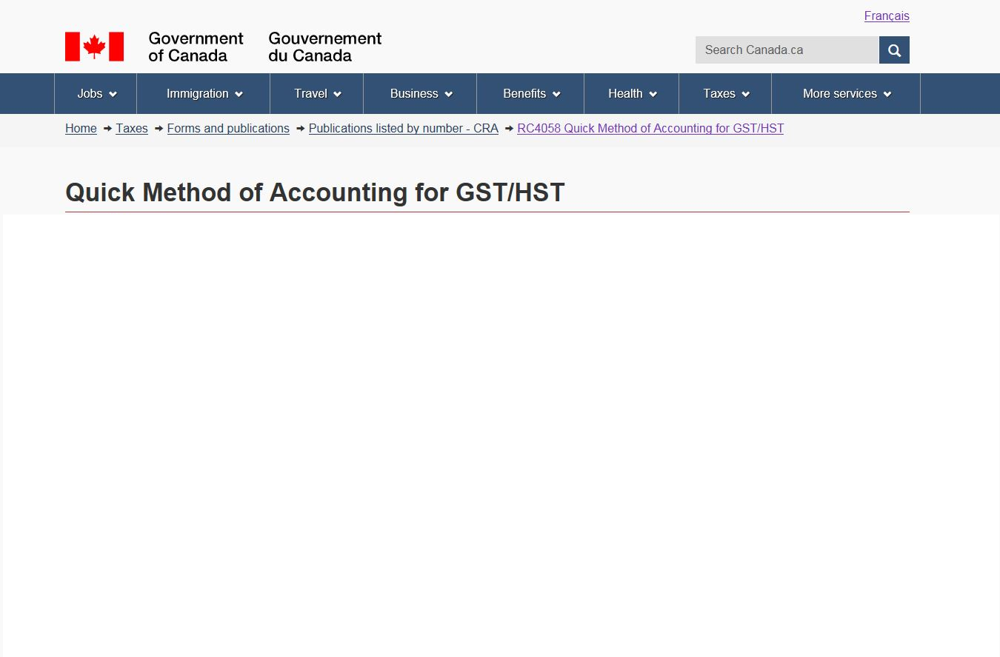 Français
Government of Canada
Gouvernement du Canada
Search Canada.ca
Jobs Immigration Travel Business Benefits Health Taxes More services
Home Taxes Forms and publications Publications listed by number - CRA RC4058 Quick Method of Accounting for GST/HST
Quick Method of Accounting for GST/HST